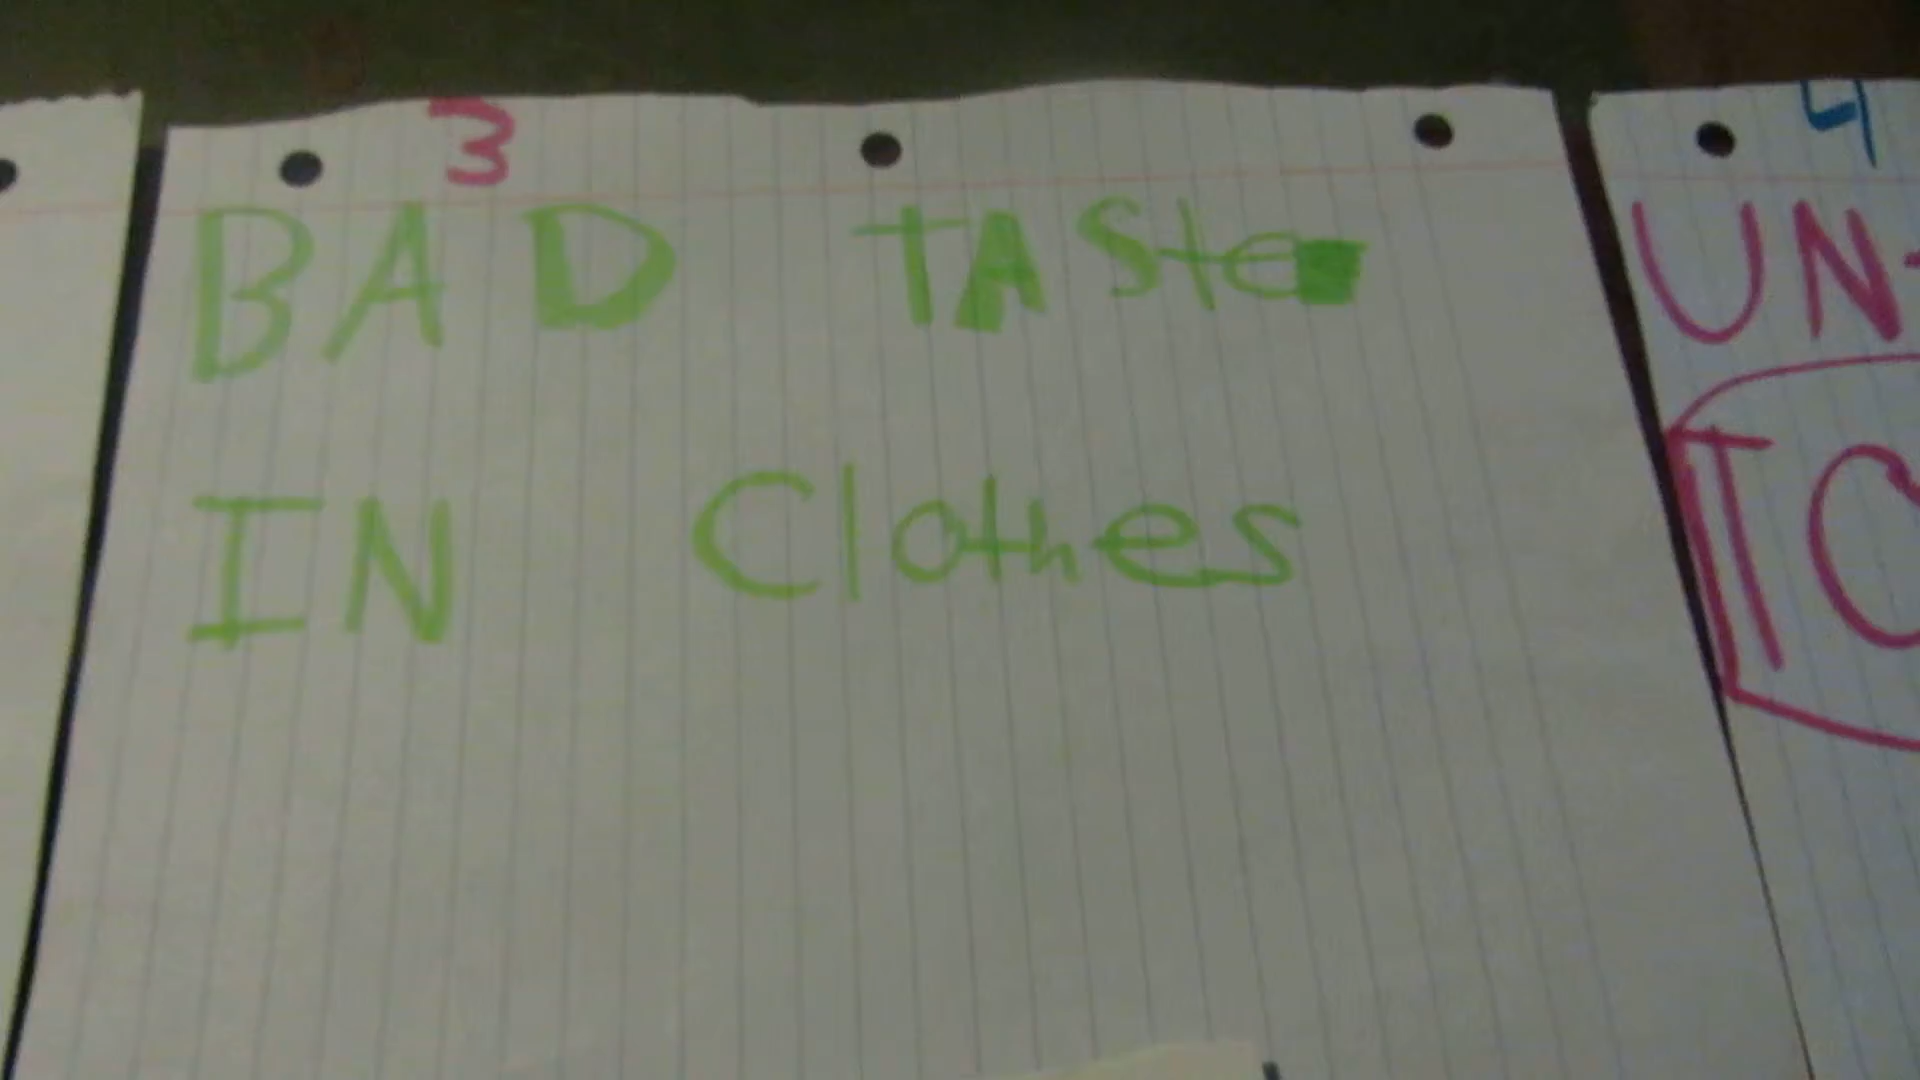 3
BAD TASte
IN Clothes
4
UN-